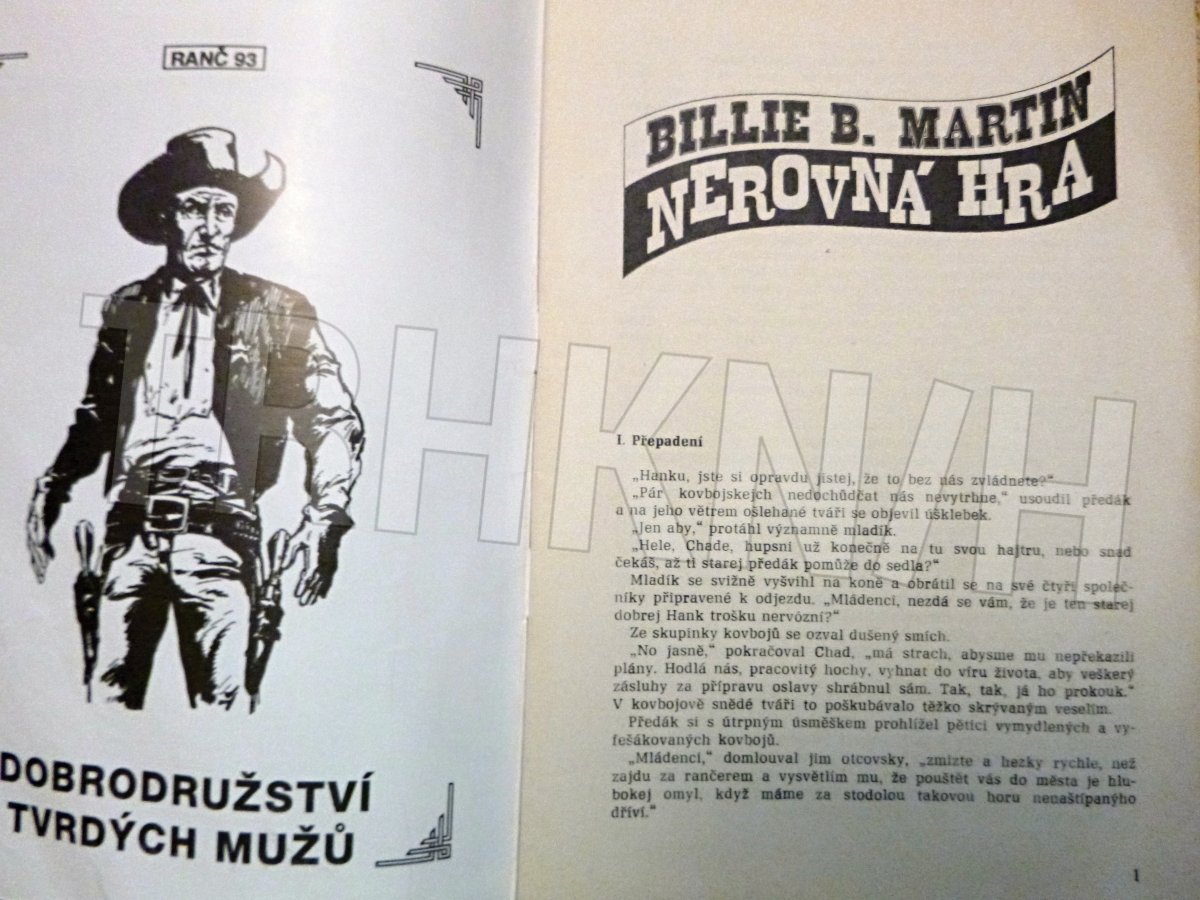 RANČ 93
DOBRODRUŽSTVÍ
TVRDÝCH MUŽŮ
BILLIE B. MARTIN
NEROVNÁ HRA
I. Přepadení
„Hanku, jste si opravdu jistej, že to bez nás zvládnete?“
„Pár kovbojskejch nedochůdčat nás nevytrhne,“ usoudil předák
a na jeho větrem ošlehané tváři se objevil úšklebek.
„Jen aby,“ protáhl významně mladík.
„Hele, Chade, hupsni už konečně na tu svou hajtru, nebo snad
čekáš, až ti starej předák pomůže do sedla?“
Mladík se svižně vyšvihl na koně a obrátil se na své čtyři společ-
níky připravené k odjezdu. „Mládenci, nezdá se vám, že je ten starej
dobrej Hank trošku nervózní?“
Ze skupinky kovbojů se ozval dušený smích.
„No jasně,“ pokračoval Chad, „má strach, abysme mu nepřekazili
plány. Hodlá nás, pracovitý hochy, vyhnat do víru života, aby veškerý
zásluhy za přípravu oslavy shrábnul sám. Tak, tak, já ho prokouk.“
V kovbojově snědé tváři to poškubávalo těžko skrývaným veselím.
Předák si s útrpným úsměškem prohlížel pětici vymydlených a vy-
fešákovaných kovbojů.
„Mládenci,“ domlouval jim otcovsky, „zmizte a hezky rychle, než
zajdu za rančerem a vysvětlím mu, že pouštět vás do města je hlu-
bokej omyl, když máme za stodolou takovou horu nenaštípanýho
dříví.“
1
TPHKNVH